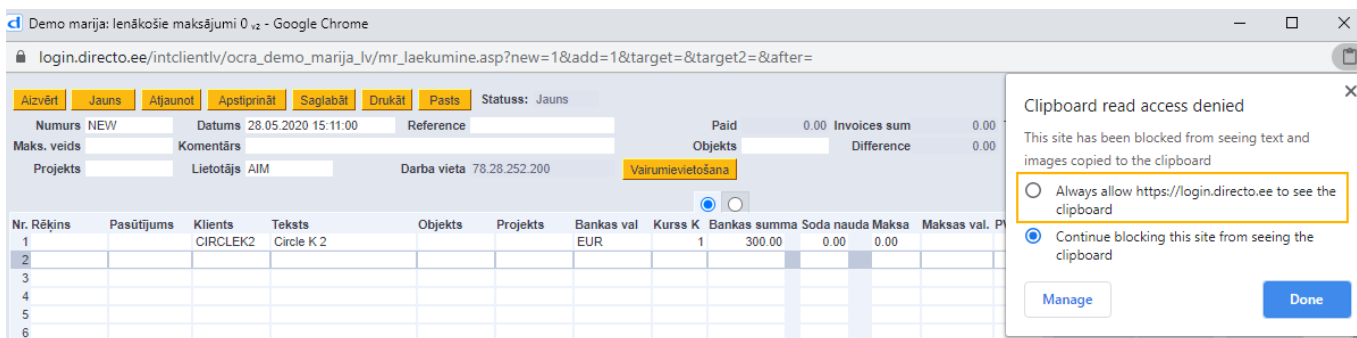 Demo marija: Ienākošie maksājumi 0 v2 - Google Chrome
login.directo.ee/intclientlv/ocra_demo_marija_lv/mr_laekumine.asp?new=1&add=1&target=&target2=&after=
Aizvērt Jauns Atjaunot Apstiprināt Saglabāt Drukāt Pasts Statuss: Jauns
Numurs NEW Datums 28.05.2020 15:11:00 Reference Paid 0.00 Invoices sum 0.00
Maks. veids Komentārs Objekts Difference 0.00
Projekts Lietotājs AIM Darba vieta 78.28.252.200 Vairumievietošana
Nr. Rēķins Pasūtījums Klients Teksts Objekts Projekts Bankas val Kurss K Bankas summa Soda nauda Maksa Maksas val.
1 CIRCLEK2 Circle K 2 EUR 1 300.00 0.00 0.00
2
3
4
5
6
Clipboard read access denied
This site has been blocked from seeing text and
images copied to the clipboard
Always allow https://login.directo.ee to see the
clipboard
Continue blocking this site from seeing the
clipboard
Manage Done